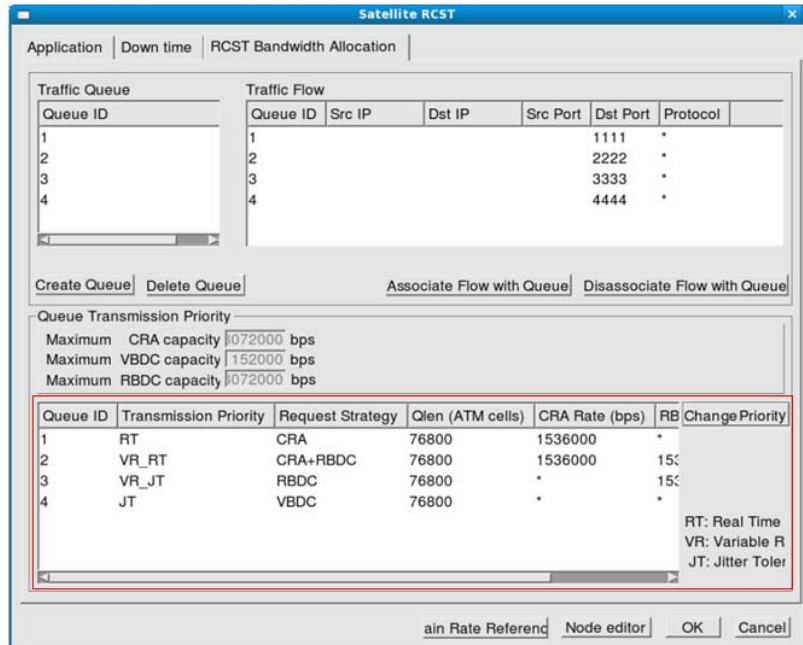 Satellite RCST
Application Down time RCST Bandwidth Allocation
Traffic Queue Traffic Flow
Queue ID Queue ID Src IP Dst IP Src Port Dst Port Protocol
1 1 1111 *
2 2 2222 *
3 3 3333 *
4 4 4444 *
Create Queue Delete Queue Associate Flow with Queue Disassociate Flow with Queue
Queue Transmission Priority
Maximum CRA capacity 3072000 bps
Maximum VBDC capacity 152000 bps
Maximum RBDC capacity 3072000 bps
Queue ID Transmission Priority Request Strategy Qlen (ATM cells) CRA Rate (bps) RB Change Priority
1 RT CRA 76800 1536000 *
2 VR_RT CRA+RBDC 76800 1536000 153
3 VR_JT RBDC 76800 * 153
4 JT VBDC 76800 * *
RT: Real Time
VR: Variable R
JT: Jitter Toler
ain Rate Referenc Node editor OK Cancel